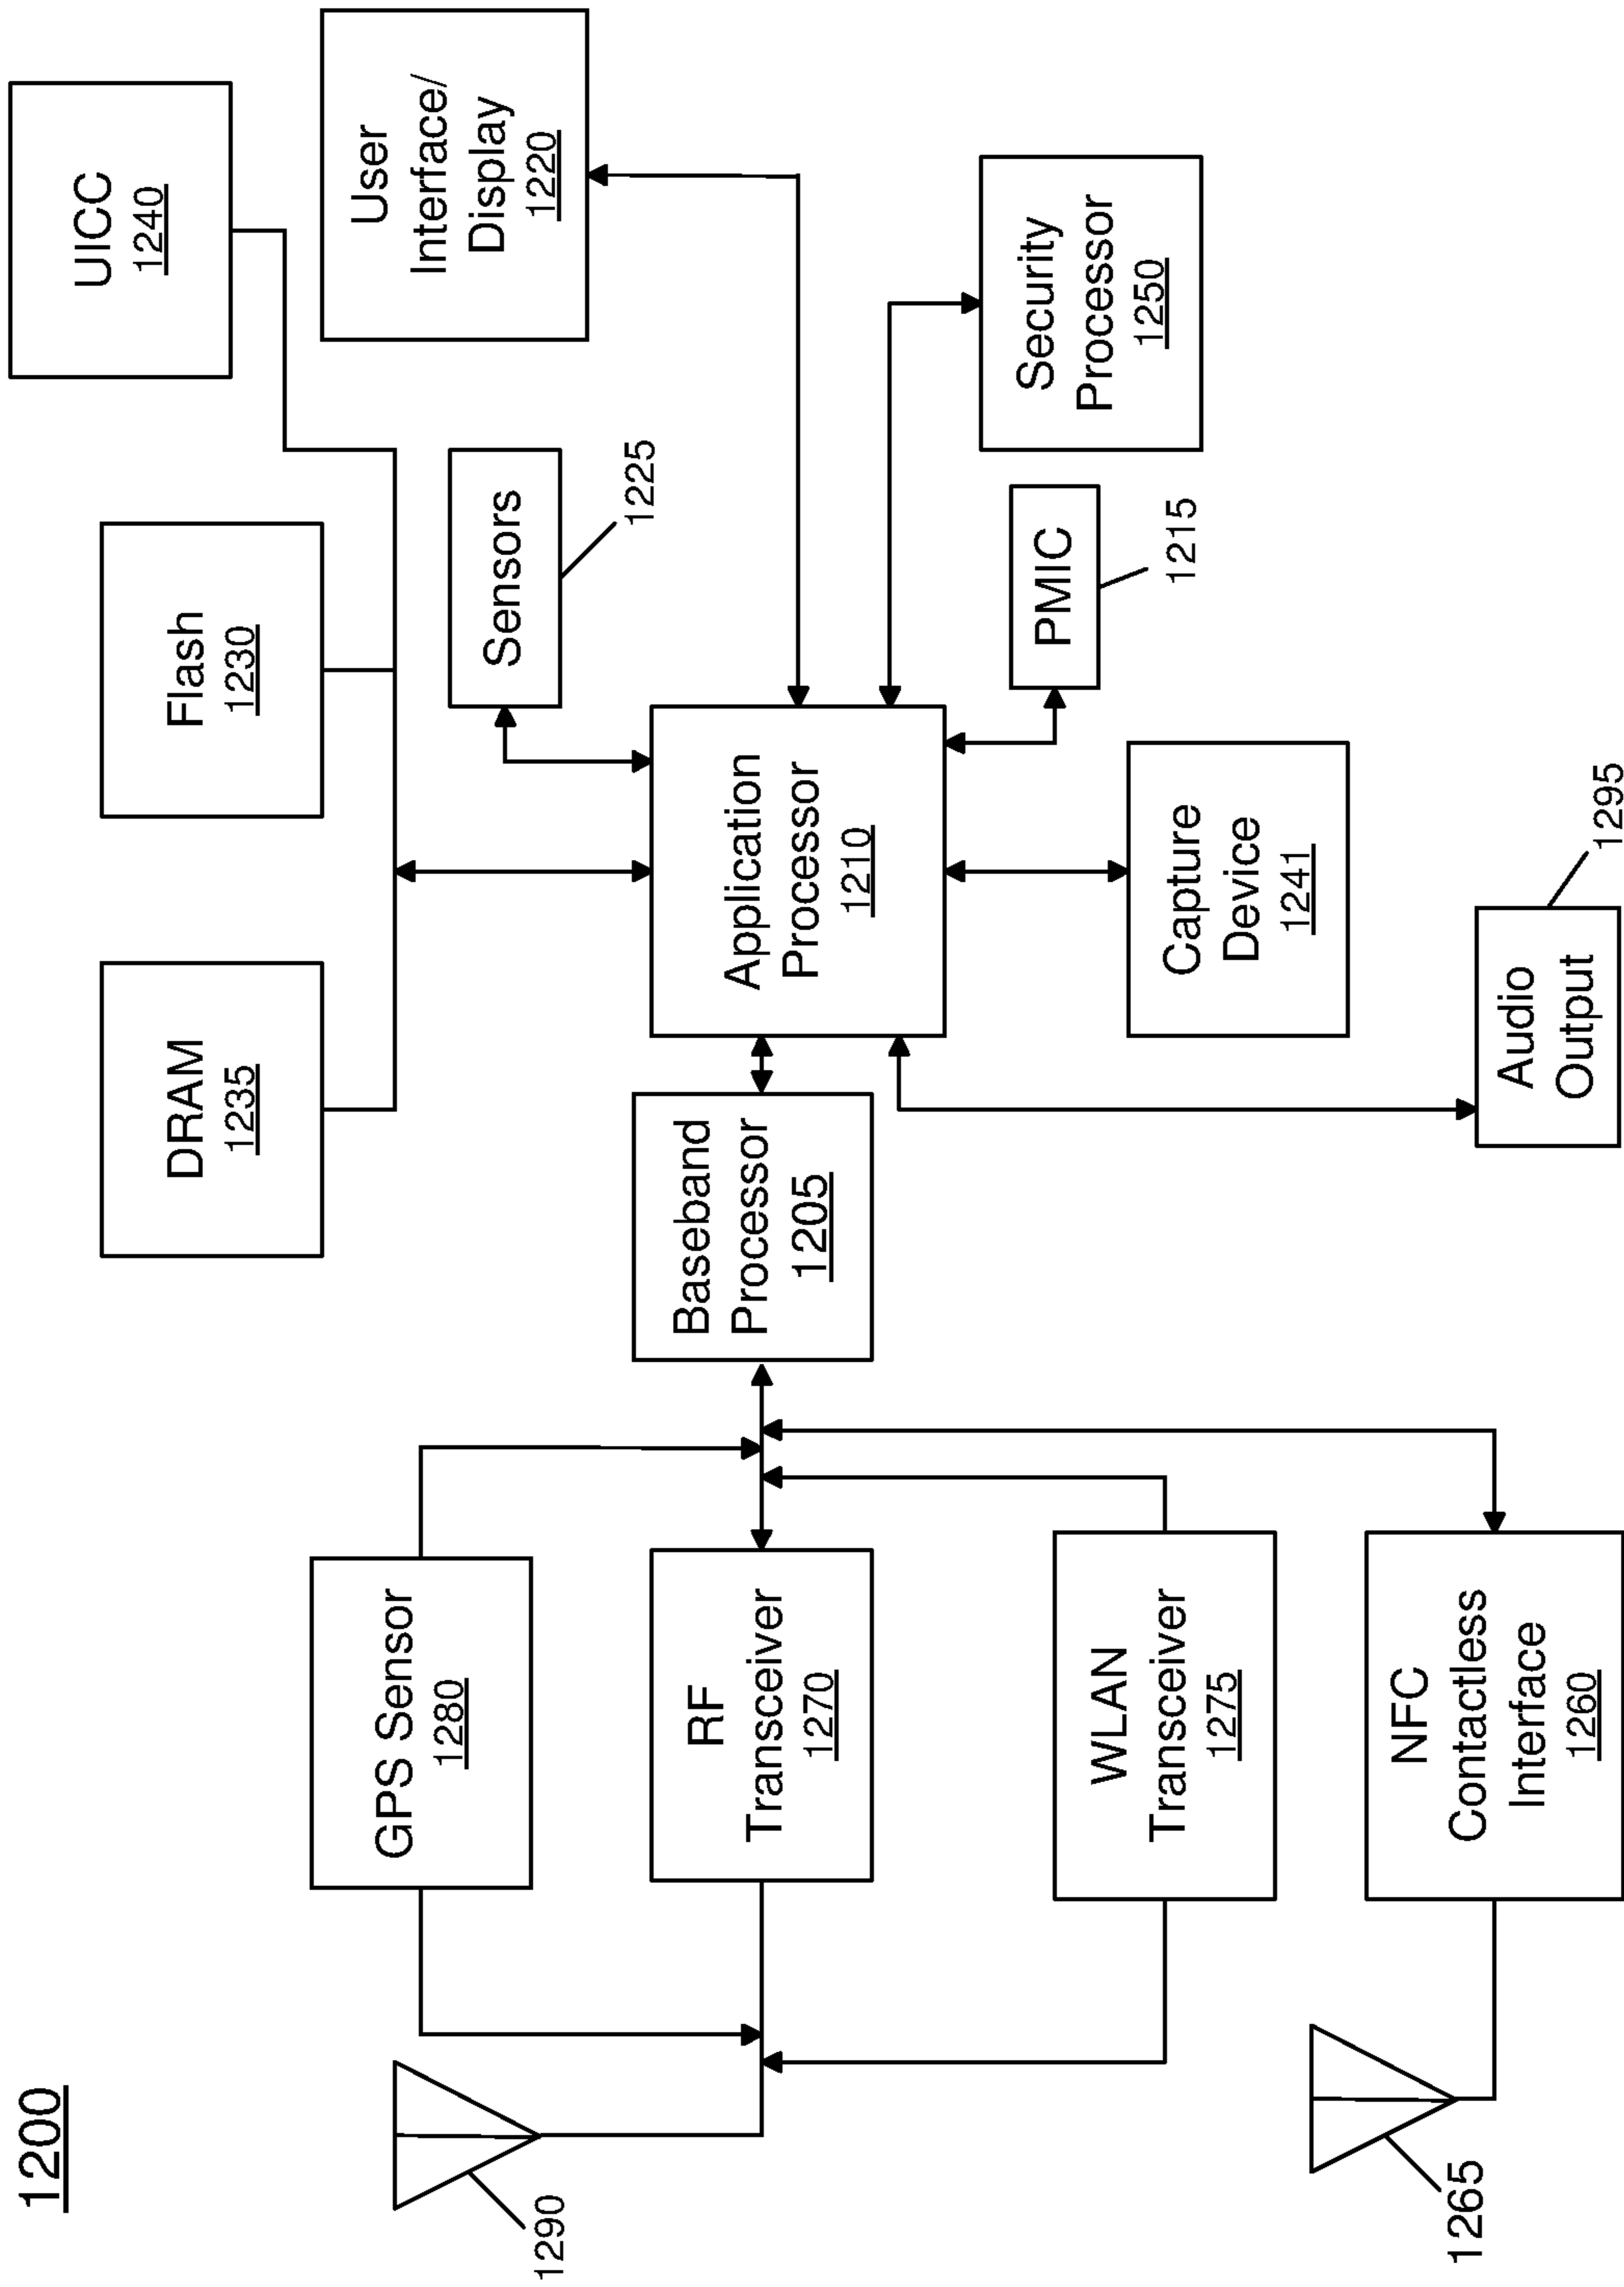 1200
UICC
1240
Flash
1230
DRAM
1235
User
Interface/
Display
1220
Sensors
1225
GPS Sensor
1280
1290
RF
Transceiver
1270
Baseband
Processor
1205
Application
Processor
1210
Security
Processor
1250
PMIC
1215
WLAN
Transceiver
1275
Capture
Device
1241
NFC
Contactless
Interface
1260
1265
Audio
Output
1295